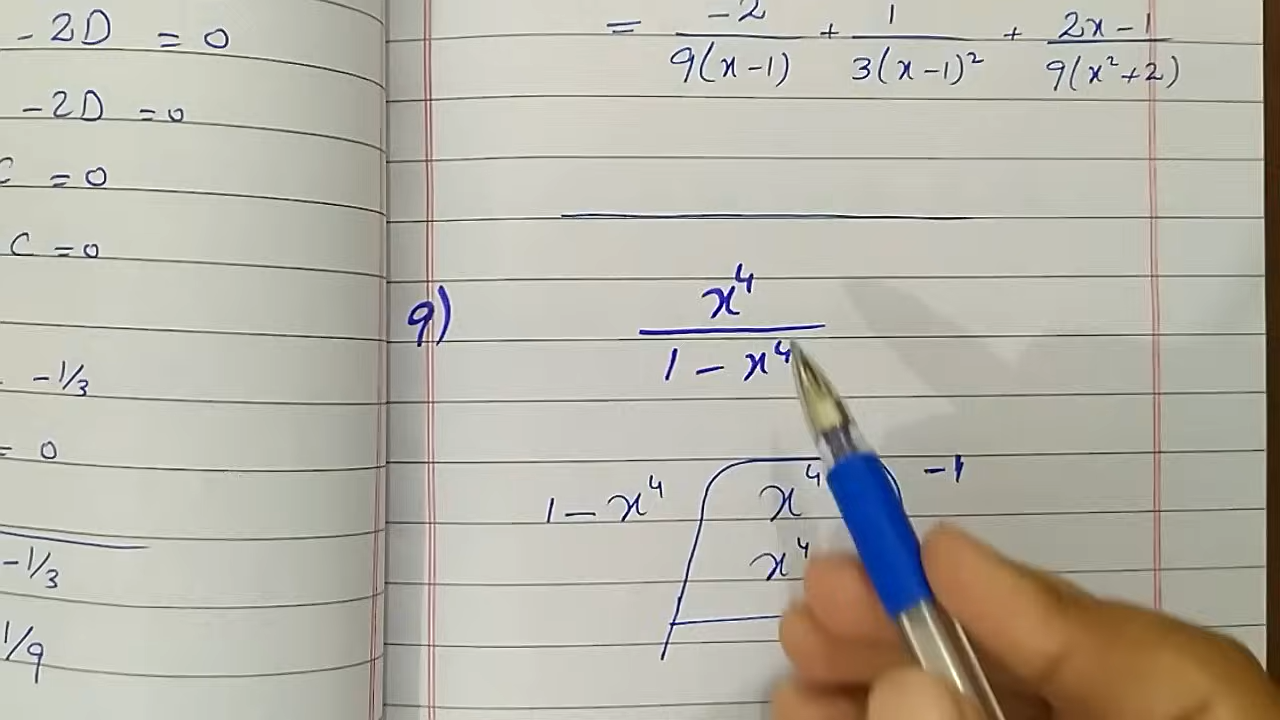 - 2D = 0
- 2D = 0
C = 0
C = 0
-1/3
= 0
-1/3
1/9
= -2/9(x-1) + 1/3(x-1)² + 2x-1/9(x²+2)
9) x⁴/1 - x⁴
1 - x⁴ x⁴ -1
x⁴